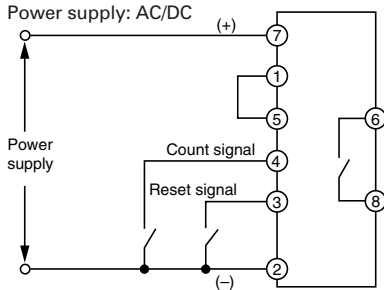 Power supply: AC/DC
(+)
7
1
5
6
Power
supply
Count signal
4
Reset signal
3
8
(–)
2